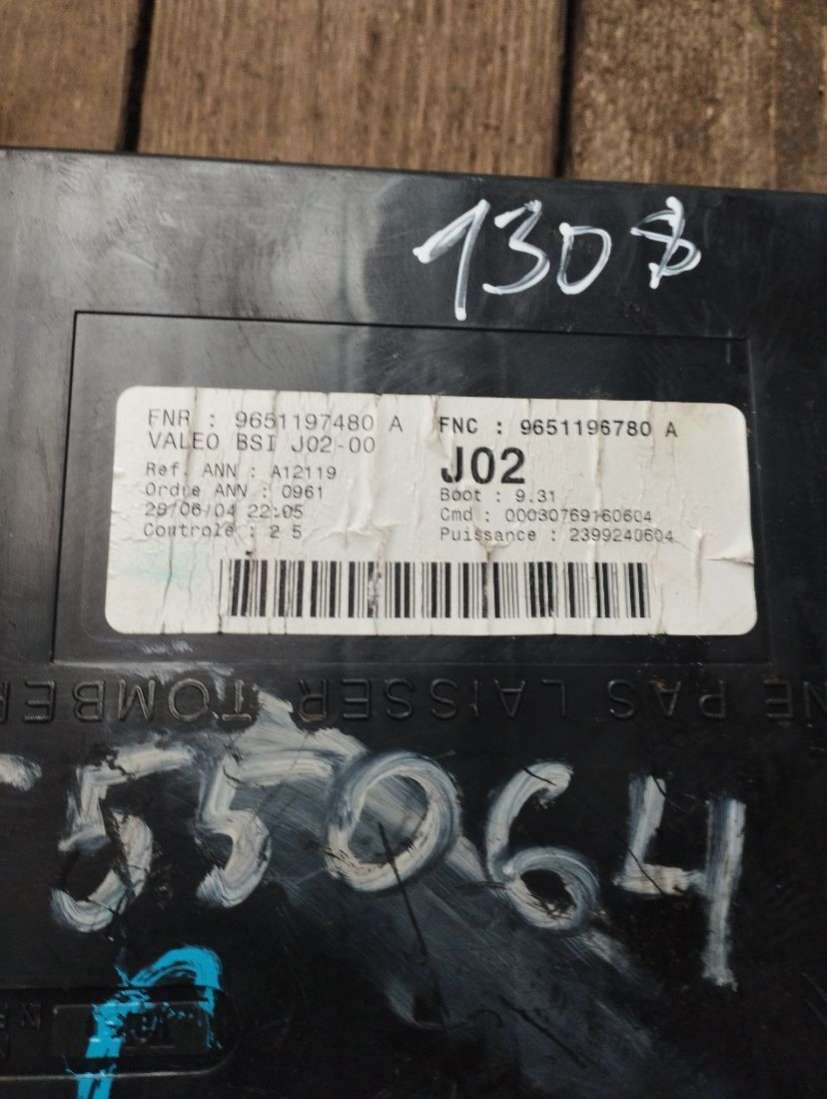 130$
FNR : 9651197480 A
FNC : 9651196780 A
VALEO BSI J02-00
J02
Ref. ANN : A12119
Ordre ANN : 0961
Boot : 9.31
29/06/04 22:05
Cmd : 00030769160604
Controle : 2 5
Puissance : 2399240604
NE PAS LAISSER TOMBER
55064